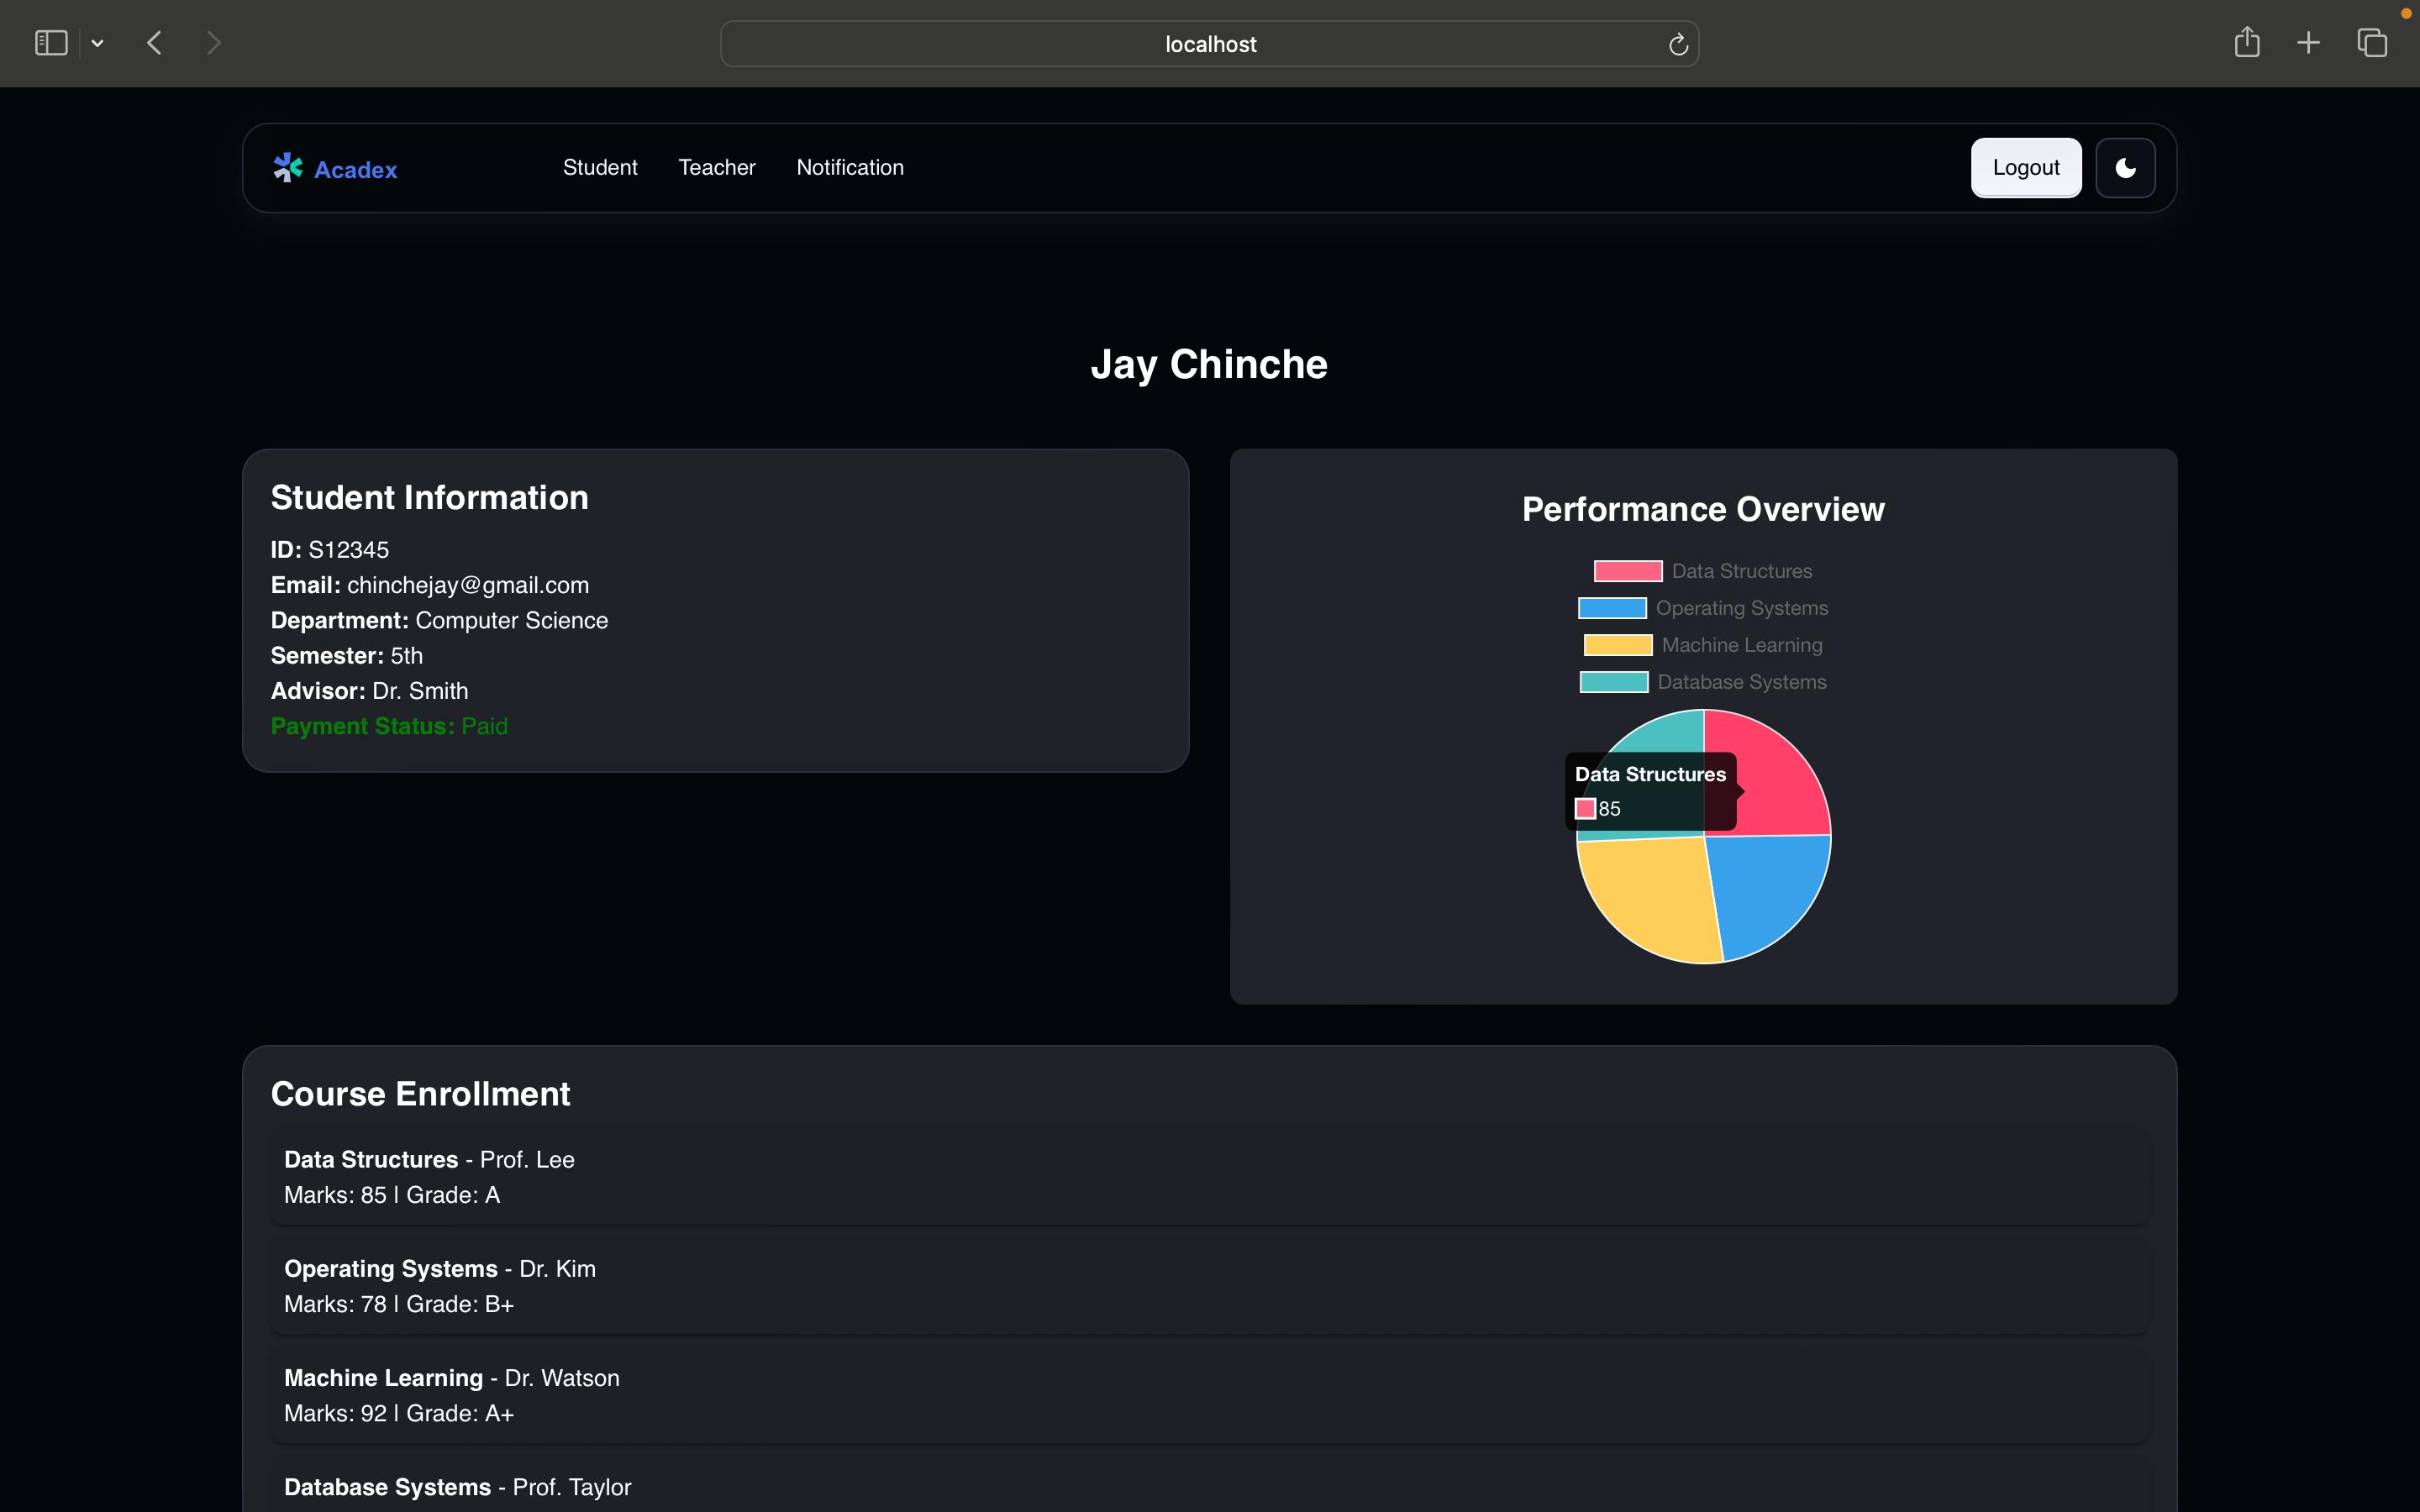 localhost
Acadex
Student
Teacher
Notification
Logout
Jay Chinche
Student Information
ID: S12345
Email: chinchejay@gmail.com
Department: Computer Science
Semester: 5th
Advisor: Dr. Smith
Payment Status: Paid
Performance Overview
Data Structures
Operating Systems
Machine Learning
Database Systems
Data Structures
85
Course Enrollment
Data Structures - Prof. Lee
Marks: 85 | Grade: A
Operating Systems - Dr. Kim
Marks: 78 | Grade: B+
Machine Learning - Dr. Watson
Marks: 92 | Grade: A+
Database Systems - Prof. Taylor